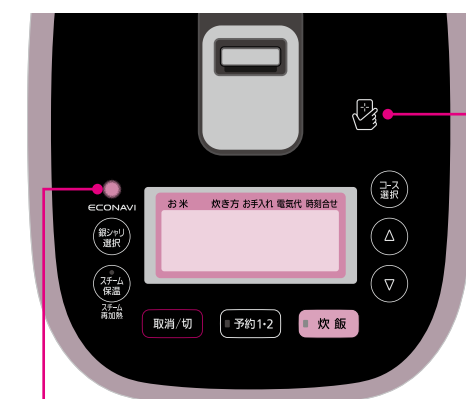 コース
選択
ECONAVI
お米 炊き方 お手入れ 電気代 時刻合せ
銀シャリ
選択
スチーム
保温
スチーム
再加熱
取消/切
予約1・2
炊飯